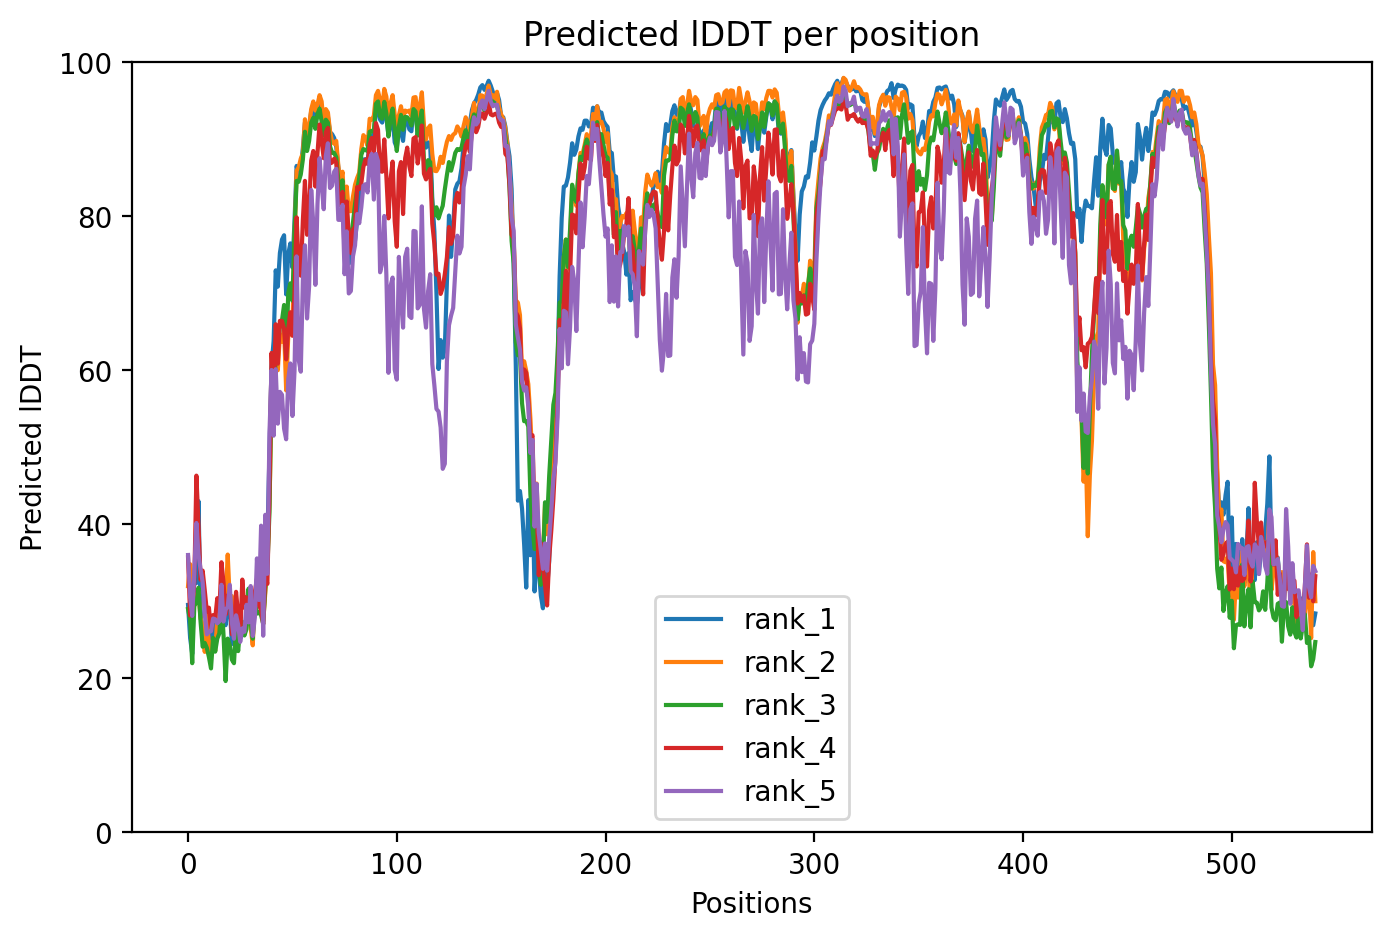 Predicted lDDT per position
100
80
60
40
20
0
Predicted lDDT
0 100 200 300 400 500
Positions
rank_1
rank_2
rank_3
rank_4
rank_5